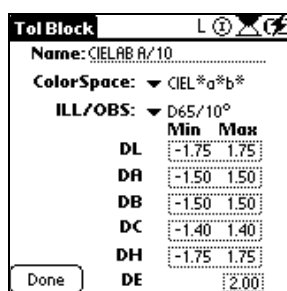 Tol Block L
Name: CIELAB A/10
ColorSpace: CIEL*a*b*
ILL/OBS: D65/10°
Min Max
DL -1.75 1.75
DA -1.50 1.50
DB -1.50 1.50
DC -1.40 1.40
DH -1.75 1.75
Done DE 2.00